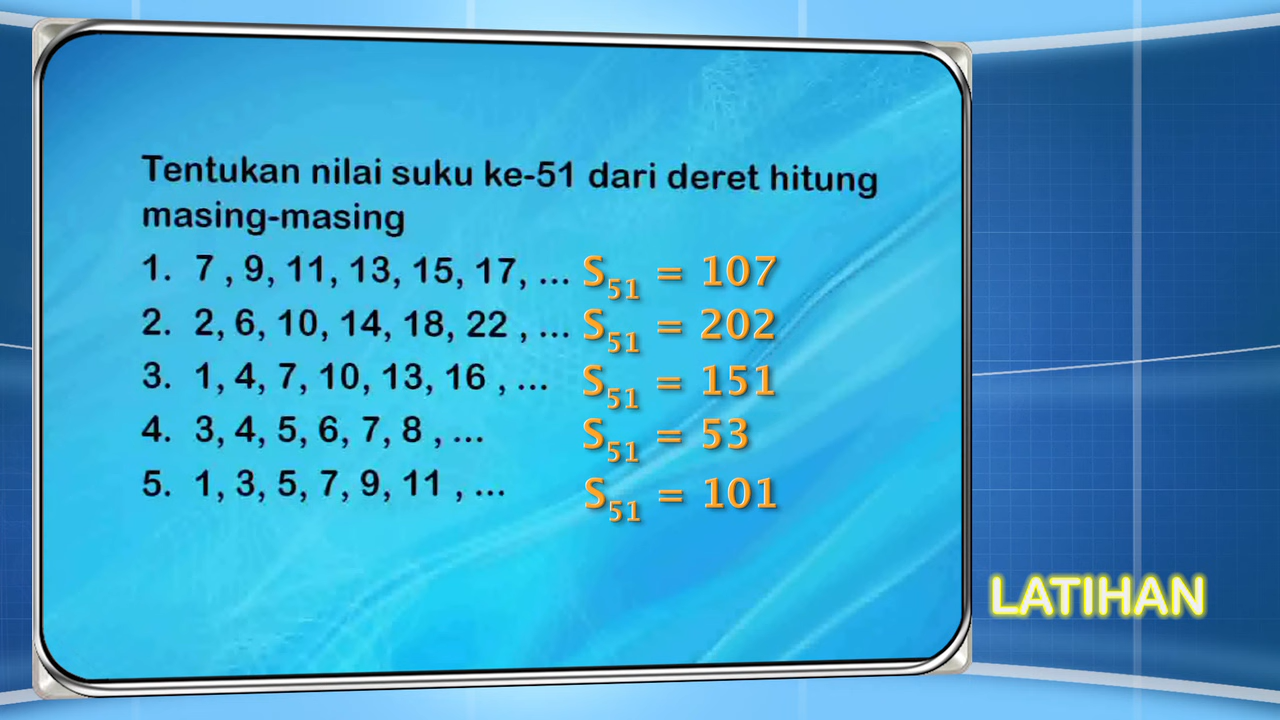 Tentukan nilai suku ke-51 dari deret hitung
masing-masing
1. 7 , 9, 11, 13, 15, 17, ... S51 = 107
2. 2, 6, 10, 14, 18, 22 , ... S51 = 202
3. 1, 4, 7, 10, 13, 16 , ... S51 = 151
4. 3, 4, 5, 6, 7, 8 , ... S51 = 53
5. 1, 3, 5, 7, 9, 11 , ... S51 = 101
LATIHAN